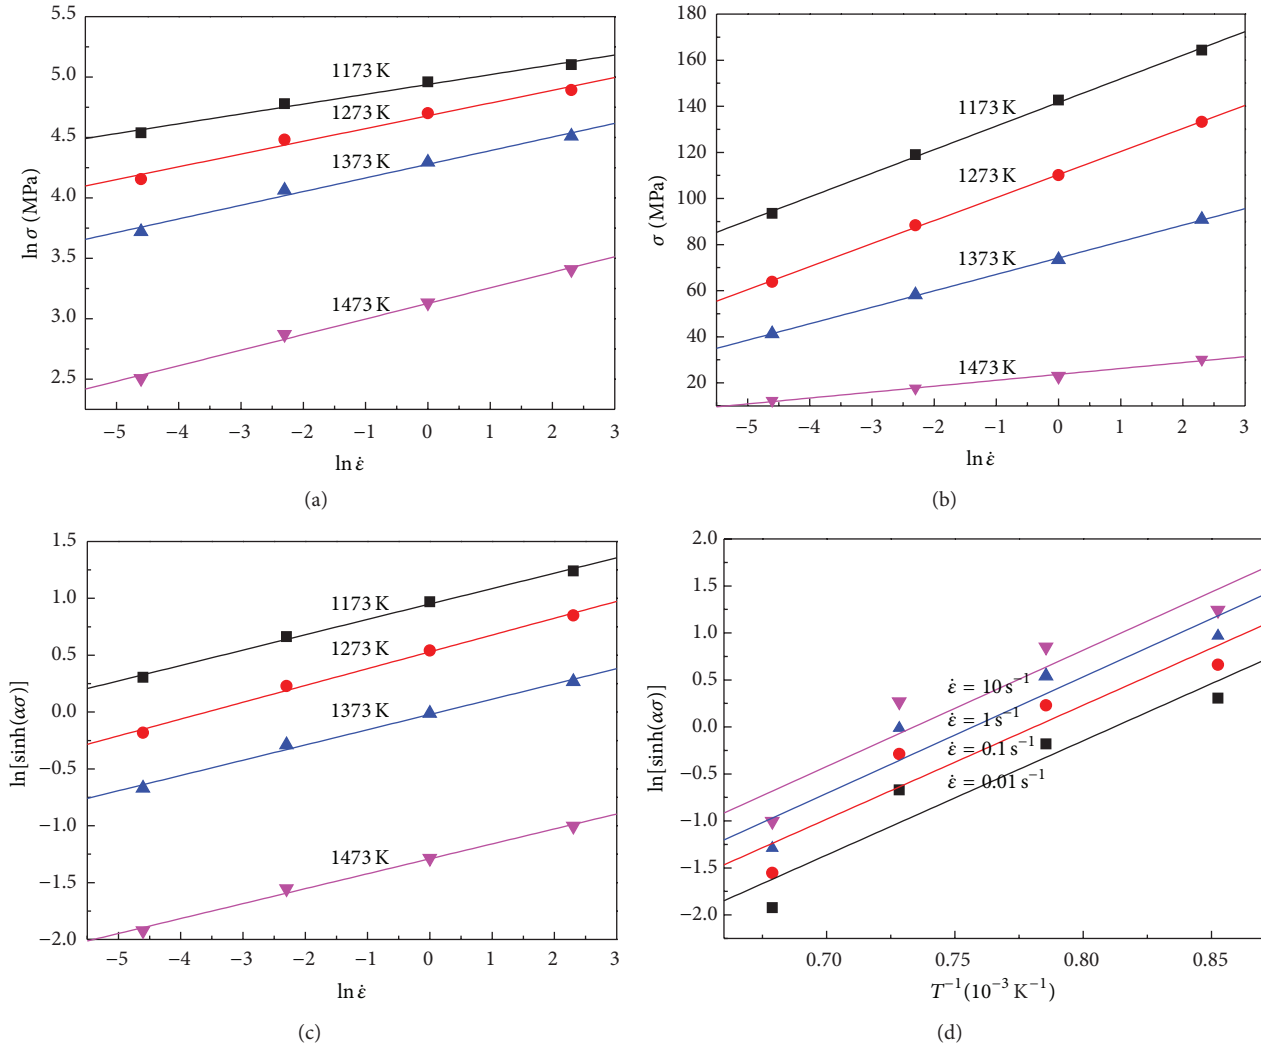 5.5
5.0
4.5
4.0
3.5
3.0
2.5
ln σ (MPa)
1173 K
1273 K
1373 K
1473 K
−5 −4 −3 −2 −1 0 1 2 3
ln ε̇
(a)
180
160
140
120
100
80
60
40
20
σ (MPa)
1173 K
1273 K
1373 K
1473 K
−5 −4 −3 −2 −1 0 1 2 3
ln ε̇
(b)
1.5
1.0
0.5
0.0
−0.5
−1.0
−1.5
−2.0
ln[sinh(ασ)]
1173 K
1273 K
1373 K
1473 K
−5 −4 −3 −2 −1 0 1 2 3
ln ε̇
(c)
2.0
1.5
1.0
0.5
0.0
−0.5
−1.0
−1.5
−2.0
ln[sinh(ασ)]
ε̇ = 10 s⁻¹
ε̇ = 1 s⁻¹
ε̇ = 0.1 s⁻¹
ε̇ = 0.01 s⁻¹
0.70 0.75 0.80 0.85
T⁻¹ (10⁻³ K⁻¹)
(d)